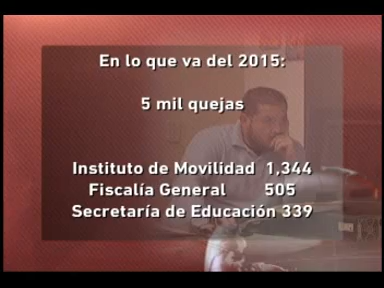 En lo que va del 2015:
5 mil quejas
Instituto de Movilidad 1,344
Fiscalía General 505
Secretaría de Educación 339